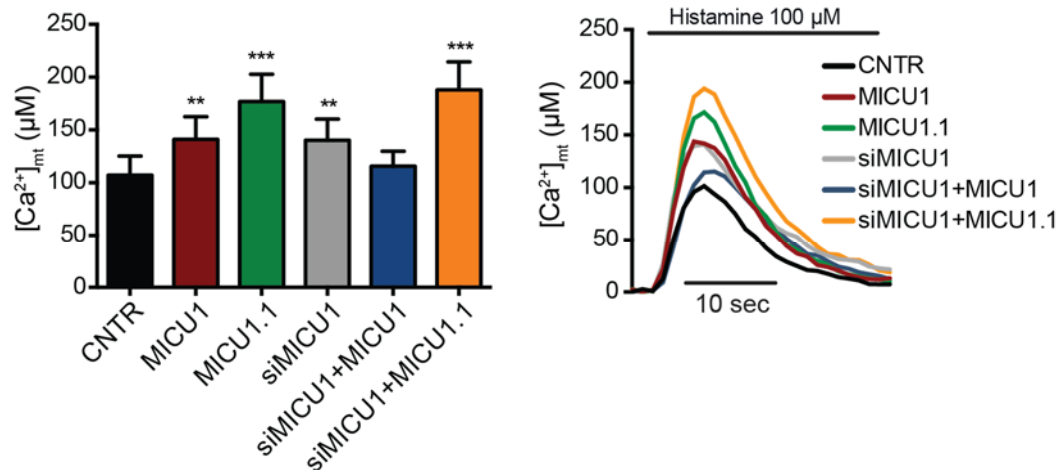 250
200
150
100
50
0
[Ca²⁺]mt (µM)
**
***
**
***
CNTR
MICU1
MICU1.1
siMICU1
siMICU1+MICU1
siMICU1+MICU1.1
Histamine 100 µM
250
200
150
100
50
0
[Ca²⁺]mt (µM)
CNTR
MICU1
MICU1.1
siMICU1
siMICU1+MICU1
siMICU1+MICU1.1
10 sec